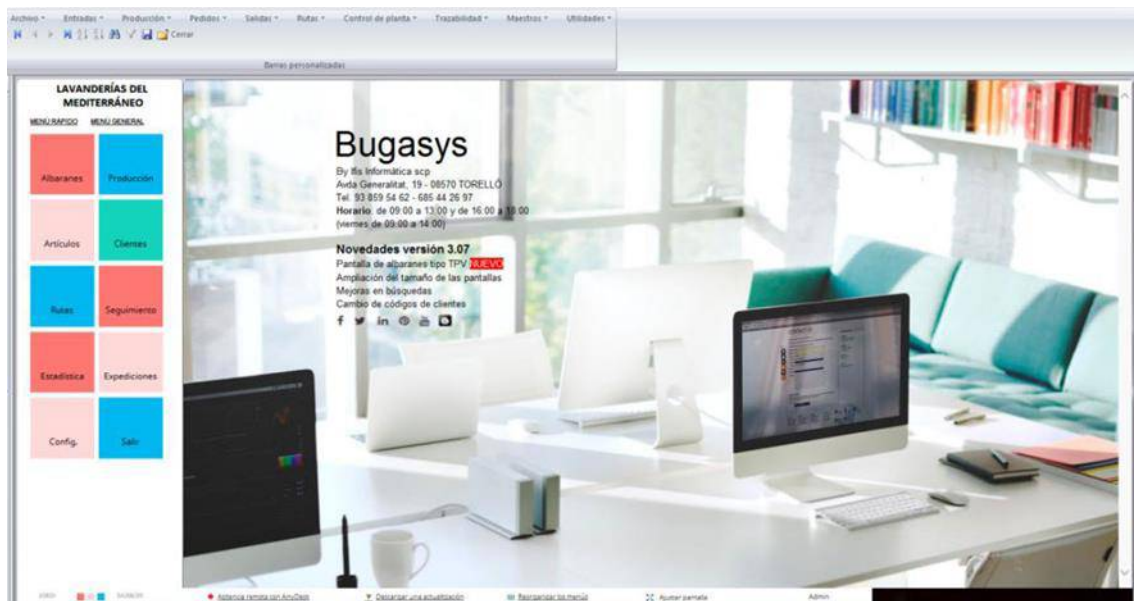 Archivo Entradas Producción Pedidos Salidas Rutas Control de planta Trazabilidad Maestros Utilidades
Cerrar
Barras personalizadas
LAVANDERÍAS DEL
MEDITERRÁNEO
MENÚ RAPIDO MENÚ GENERAL
Albaranes Producción
Artículos Clientes
Rutas Seguimiento
Estadística Expediciones
Config. Salir
Bugasys
By Ifis Informática scp
Avda Generalitat, 19 - 08570 TORELLÓ
Tel. 93 859 54 62 - 685 44 26 97
Horario: de 09:00 a 13:00 y de 16:00 a 18:00
(viernes de 09:00 a 14:00)
Novedades versión 3.07
Pantalla de albaranes tipo TPV NUEVO
Ampliación del tamaño de las pantallas
Mejoras en búsquedas
Cambio de códigos de clientes
Asitencia remota con AnyDesk Descargar una actualización Reorganizar los menús Ajustar pantalla Admin